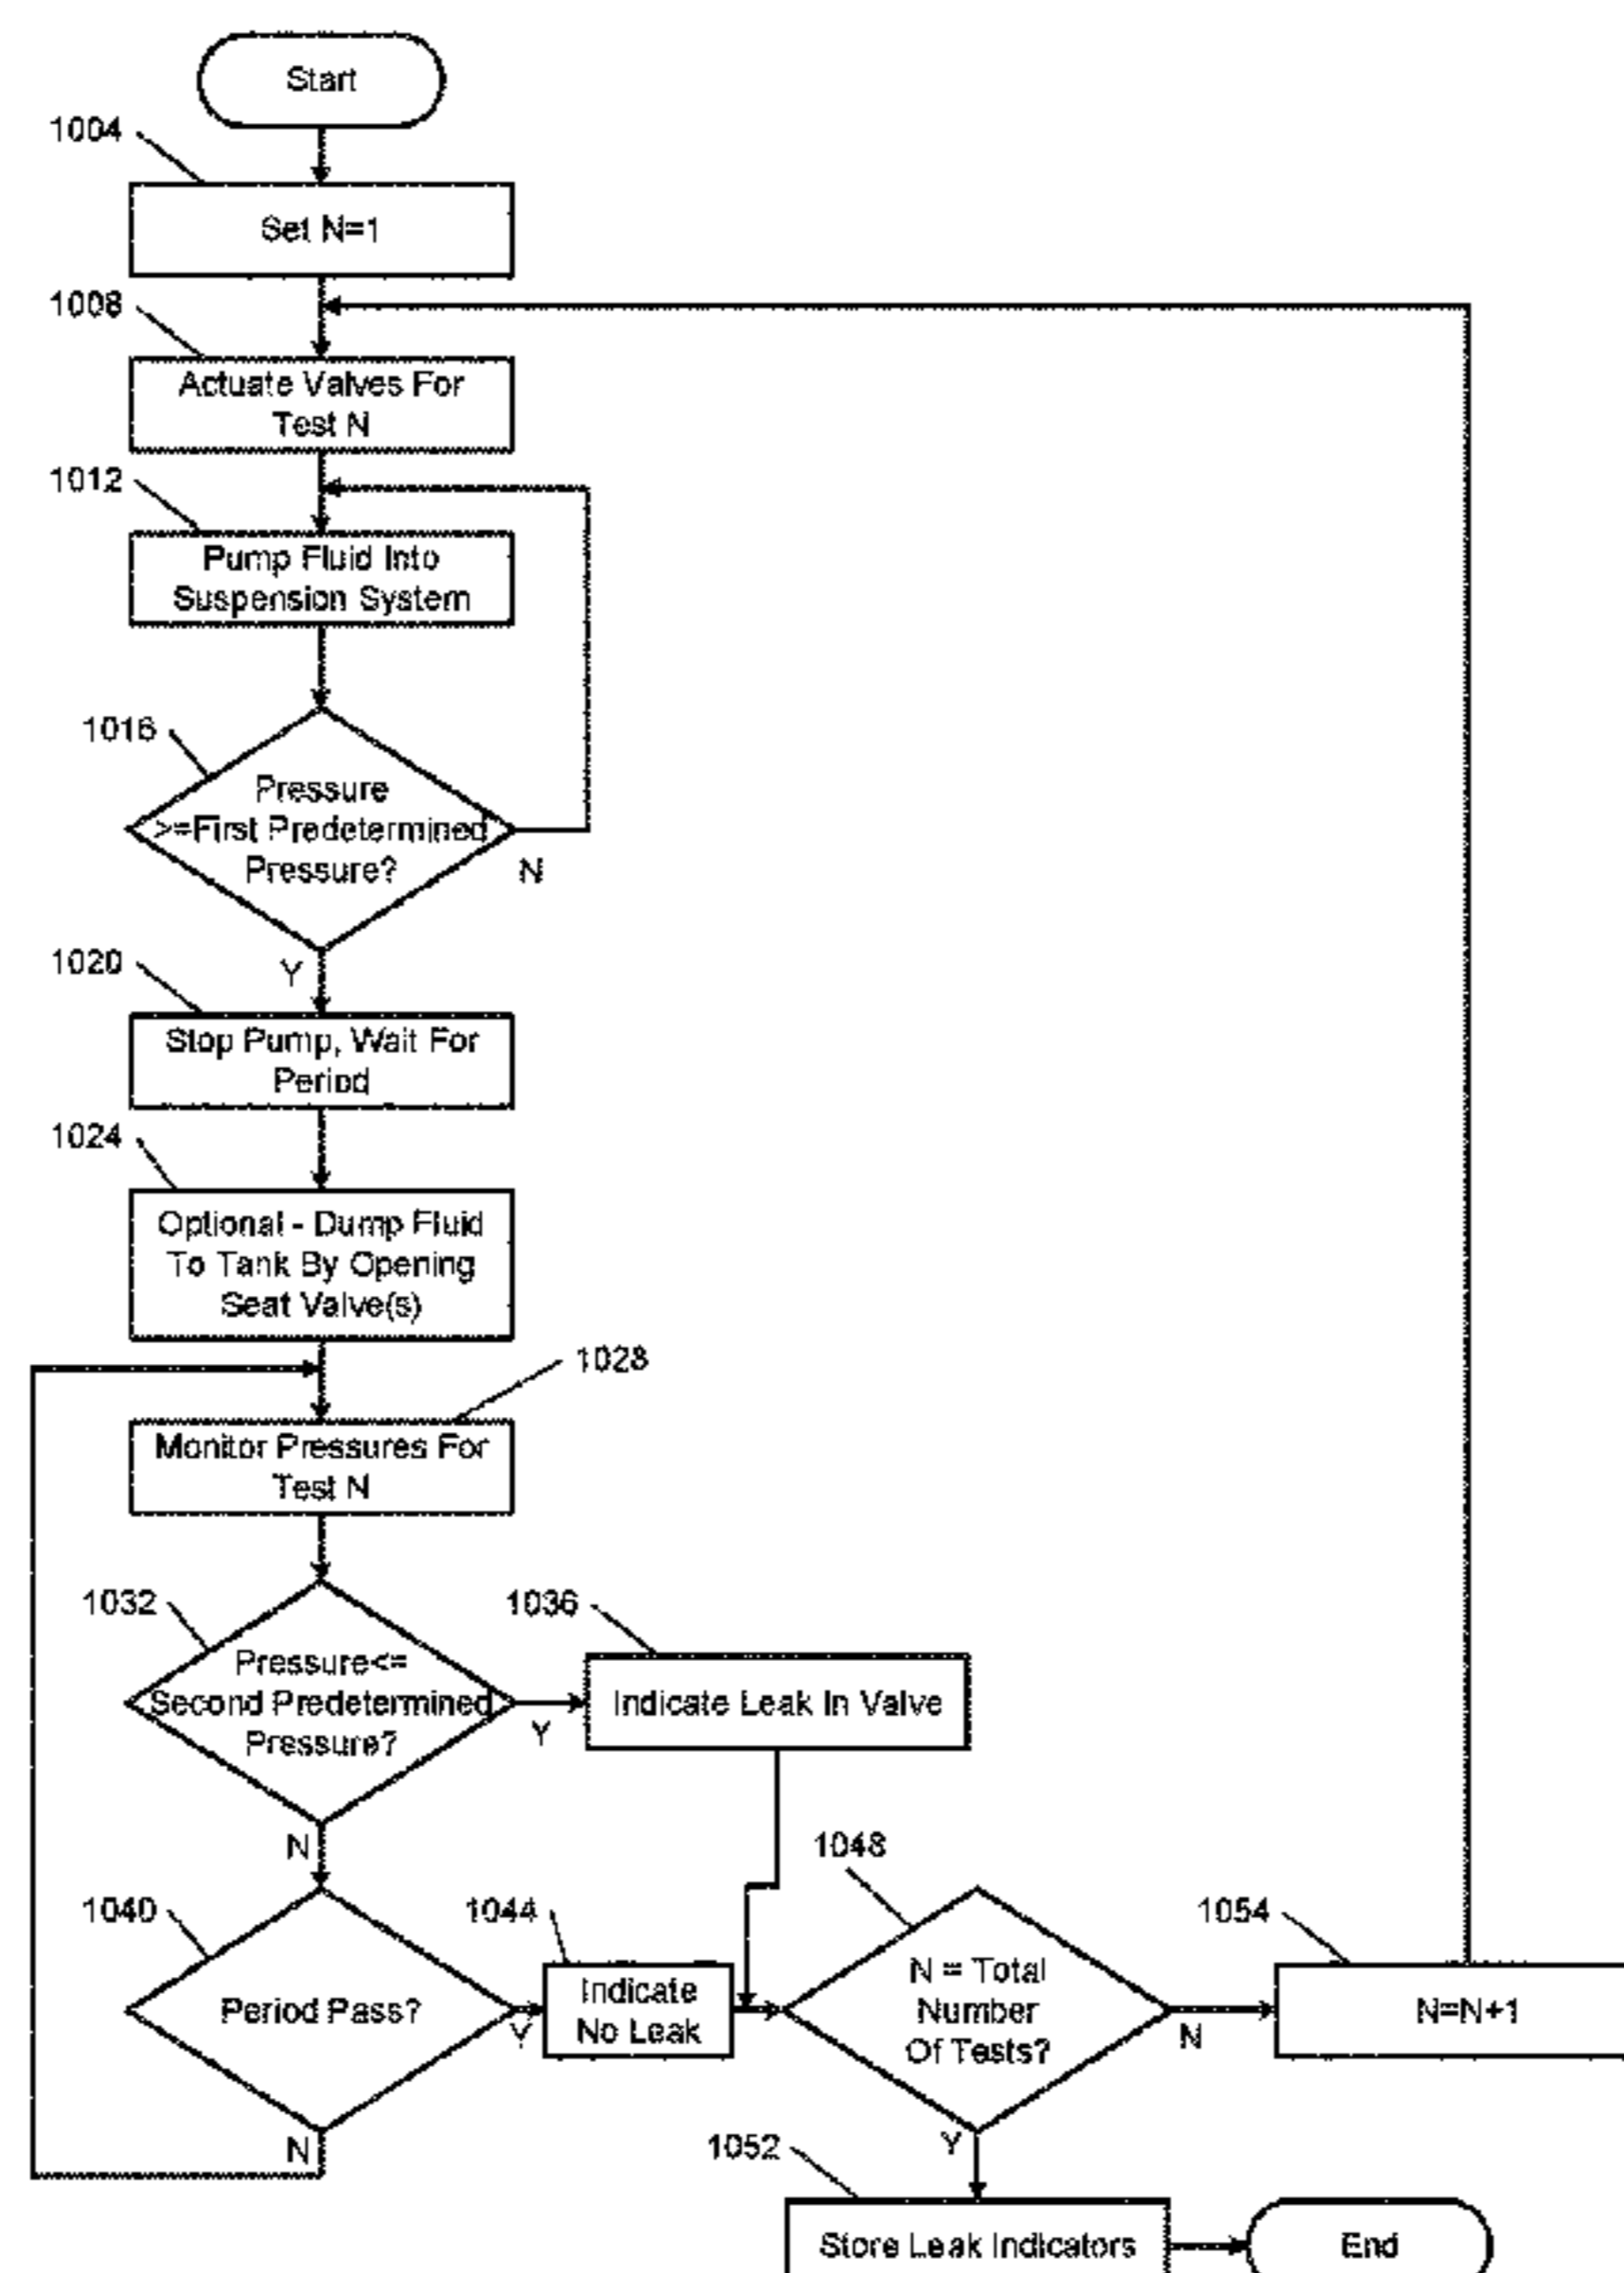 Start
1004
Set N=1
1008
Actuate Valves For
Test N
1012
Pump Fluid Into
Suspension System
1016
Pressure
>=First Predetermined
Pressure?
N
Y
1020
Stop Pump, Wait For
Period
1024
Optional - Dump Fluid
To Tank By Opening
Seat Valve(s)
1028
Monitor Pressures For
Test N
1032
Pressure<=
Second Predetermined
Pressure?
Y
N
1036
Indicate Leak In Valve
1040
Period Pass?
Y
N
1044
Indicate
No Leak
1048
N = Total
Number
Of Tests?
N
Y
1054
N=N+1
1052
Store Leak Indicators
End